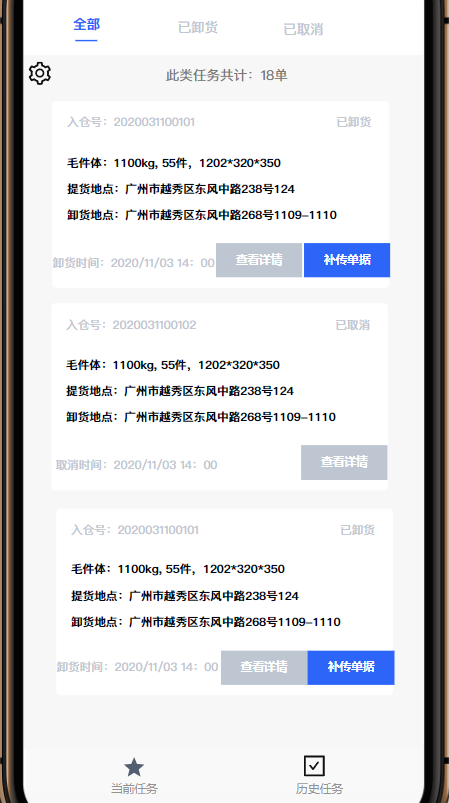 全部 已卸货 已取消
此类任务共计：18单
入仓号：2020031100101 已卸货
毛件体：1100kg, 55件，1202*320*350
提货地点：广州市越秀区东风中路238号124
卸货地点：广州市越秀区东风中路268号1109-1110
卸货时间：2020/11/03 14：00 查看详情 补传单据
入仓号：2020031100102 已取消
毛件体：1100kg, 55件，1202*320*350
提货地点：广州市越秀区东风中路238号124
卸货地点：广州市越秀区东风中路268号1109-1110
取消时间：2020/11/03 14：00 查看详情
入仓号：2020031100101 已卸货
毛件体：1100kg, 55件，1202*320*350
提货地点：广州市越秀区东风中路238号124
卸货地点：广州市越秀区东风中路268号1109-1110
卸货时间：2020/11/03 14：00 查看详情 补传单据
当前任务 历史任务